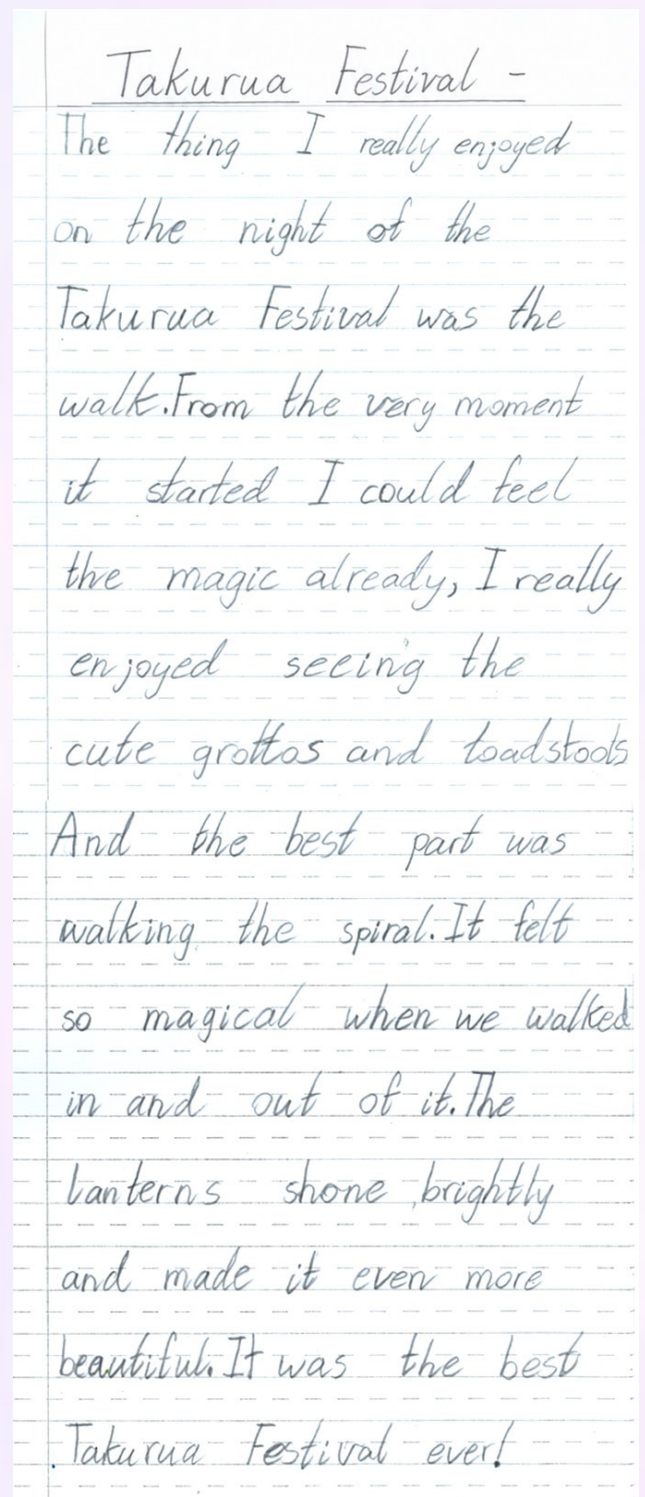 Takurua Festival -
The thing I really enjoyed
on the night of the
Takurua Festival was the
walk.From the very moment
it started I could feel
the magic already, I really
enjoyed seeing the
cute grottos and toadstools
And the best part was
walking the spiral.It felt
so magical when we walked
in and out of it.The
lanterns shone brightly
and made it even more
beautiful.It was the best
Takurua Festival ever!